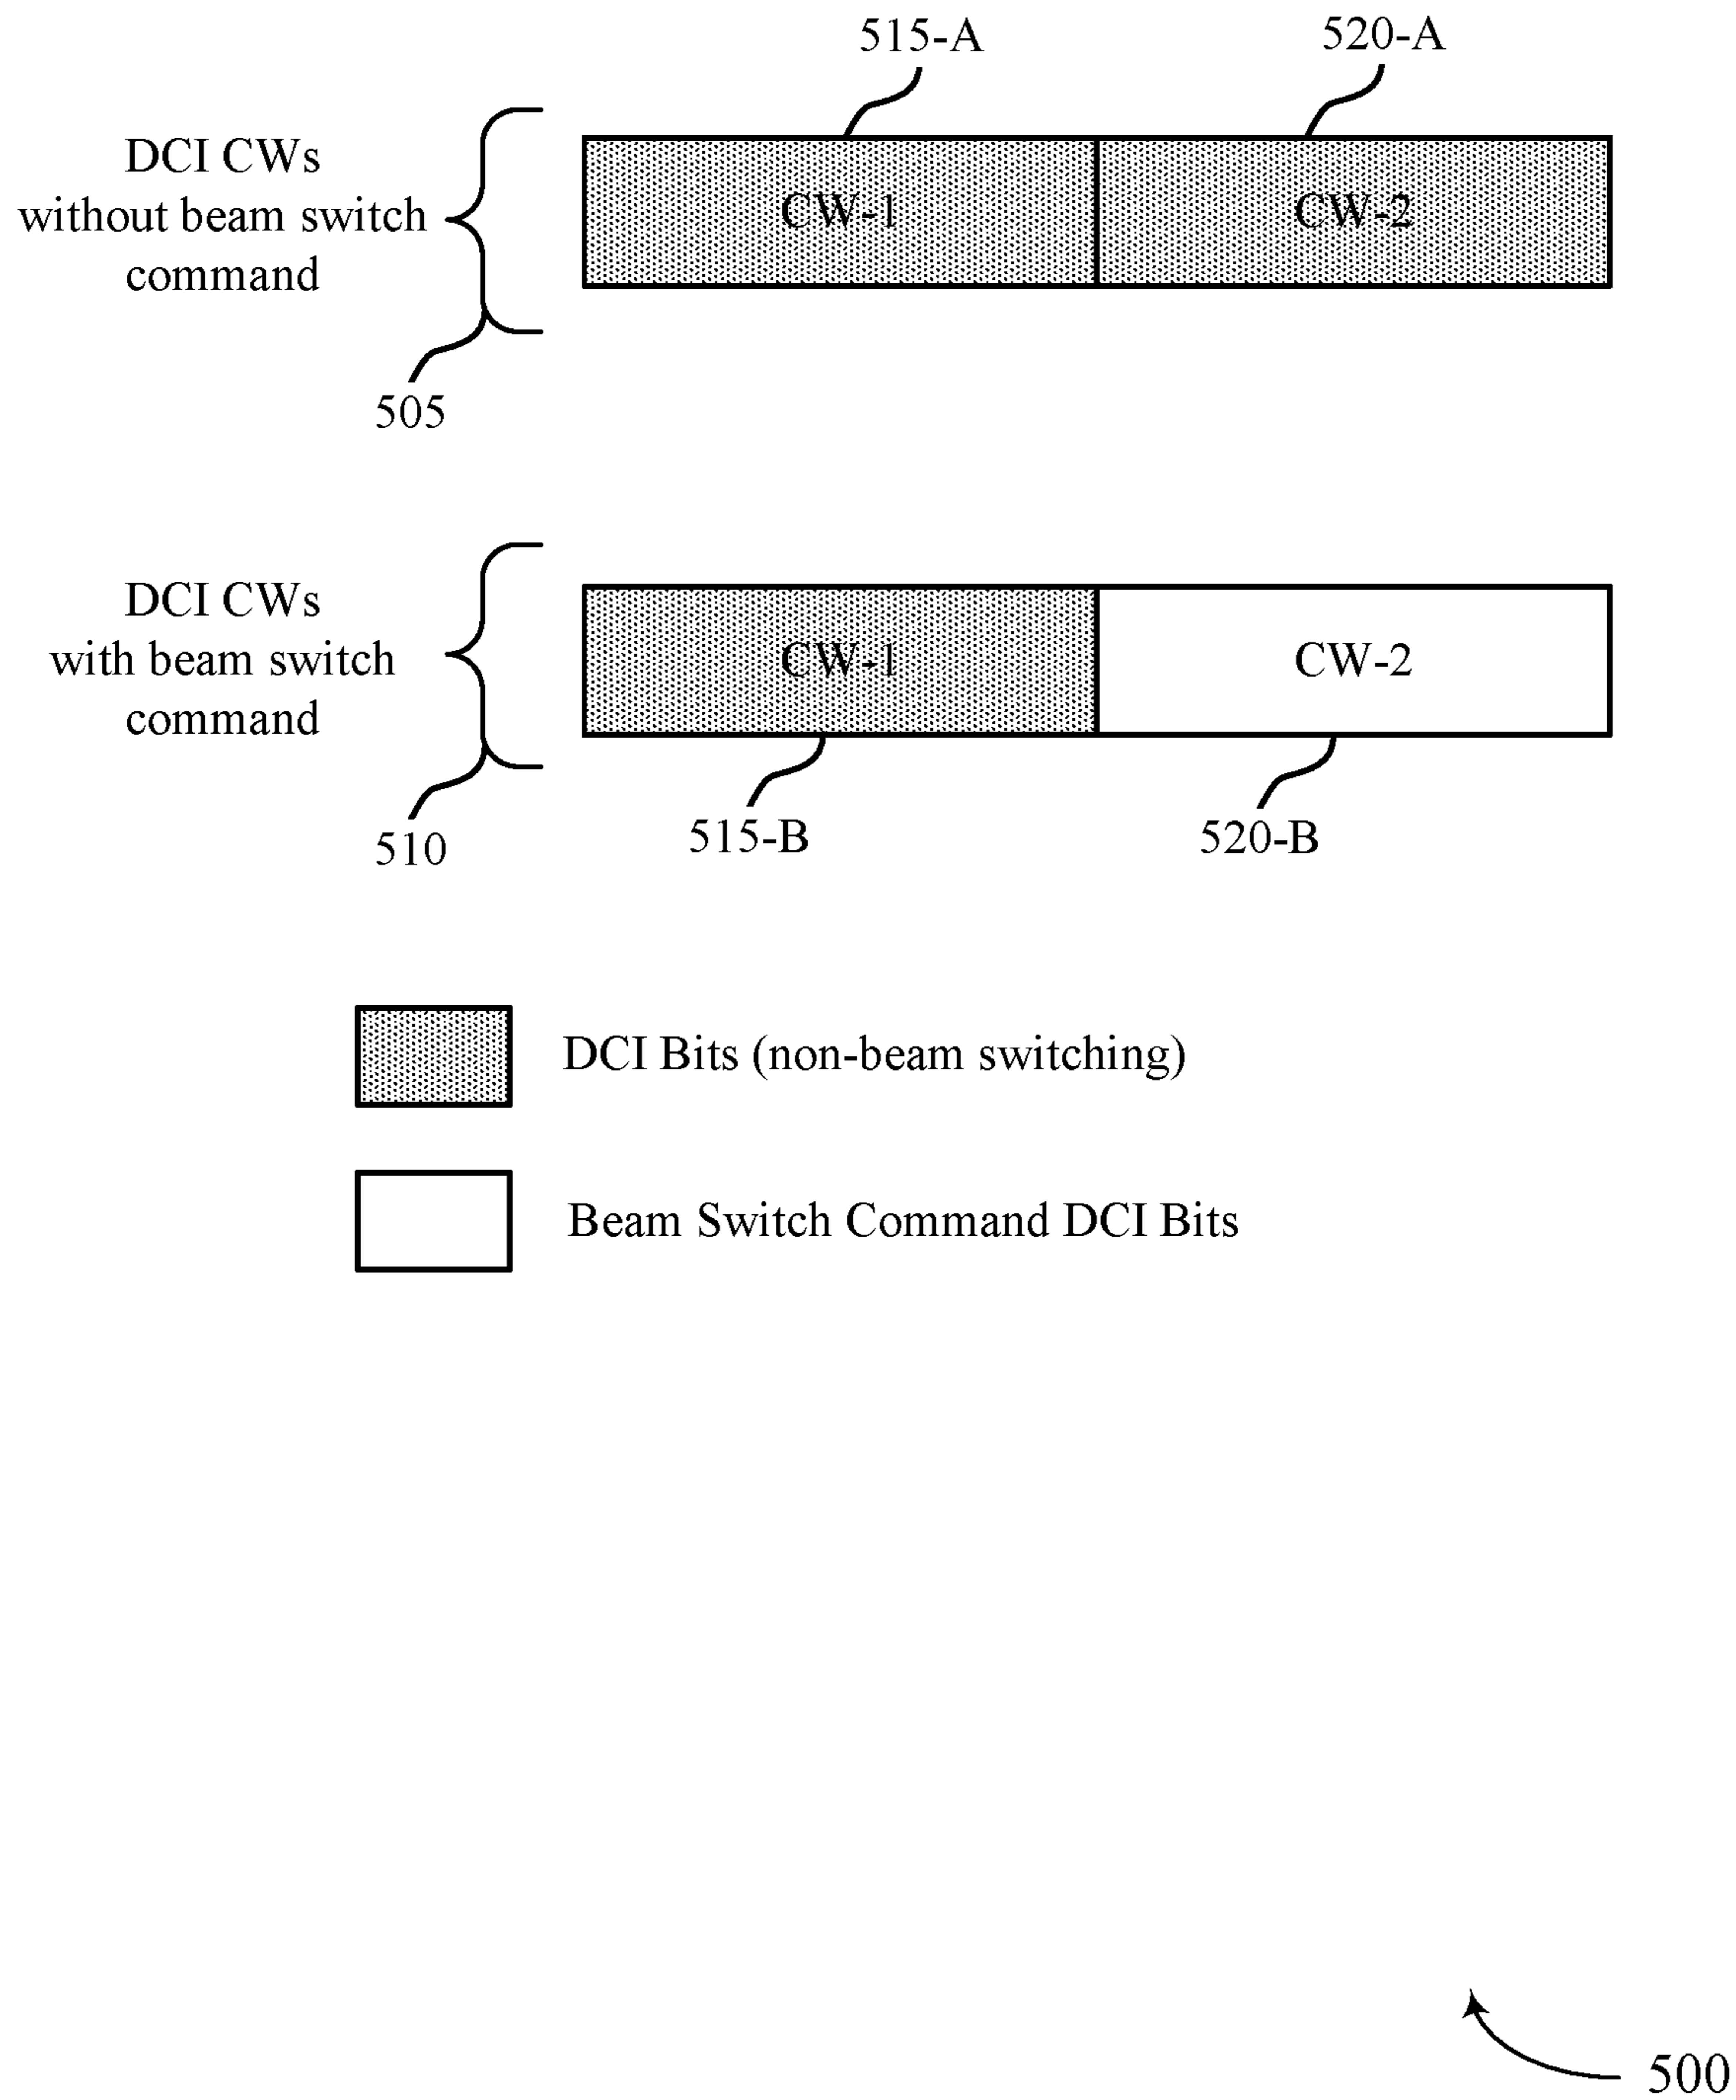 515-A
520-A
DCI CWs
without beam switch
command
CW-1
CW-2
505
DCI CWs
with beam switch
command
CW-1
CW-2
510
515-B
520-B
DCI Bits (non-beam switching)
Beam Switch Command DCI Bits
500